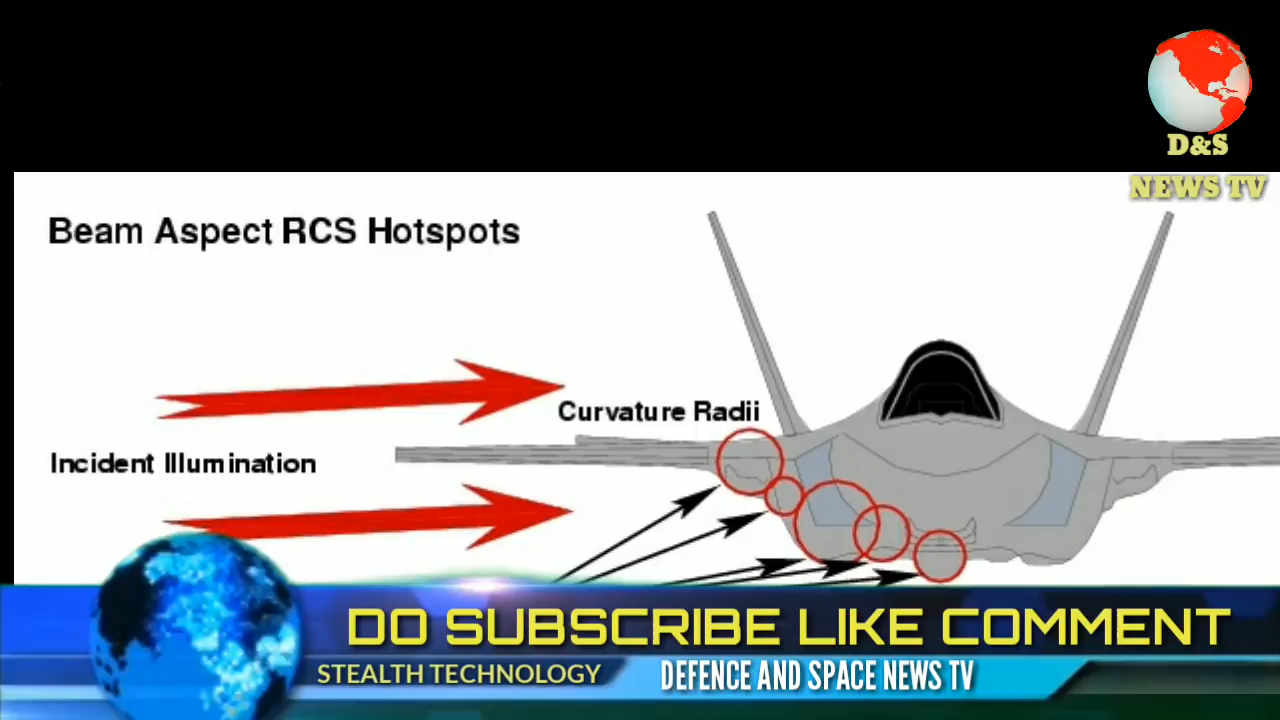 D&S
NEWS TV
Beam Aspect RCS Hotspots
Curvature Radii
Incident Illumination
DO SUBSCRIBE LIKE COMMENT
STEALTH TECHNOLOGY
DEFENCE AND SPACE NEWS TV